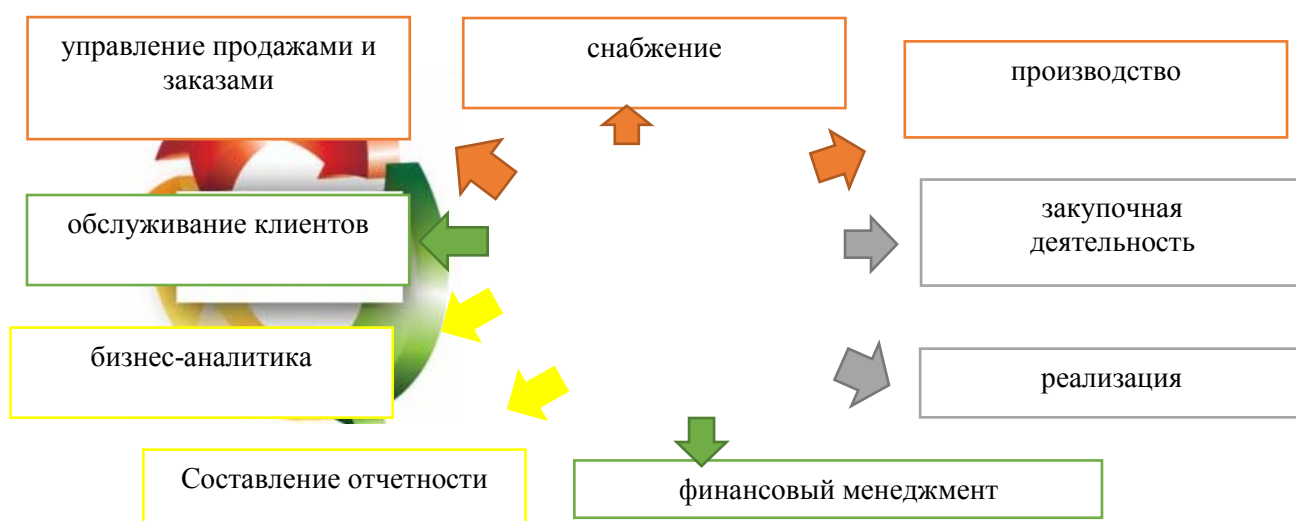 управление продажами и
заказами
снабжение
производство
обслуживание клиентов
закупочная
деятельность
бизнес-аналитика
реализация
Составление отчетности
финансовый менеджмент